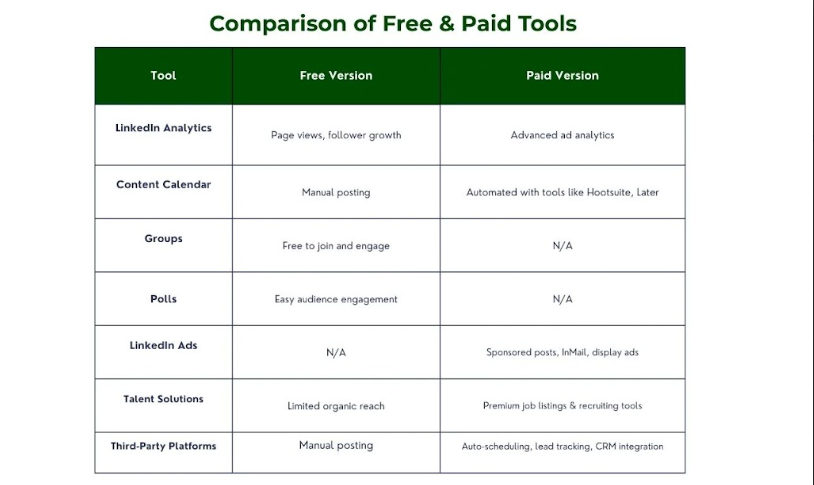 Comparison of Free & Paid Tools
Tool Free Version Paid Version
LinkedIn Analytics Page views, follower growth Advanced ad analytics
Content Calendar Manual posting Automated with tools like Hootsuite, Later
Groups Free to join and engage N/A
Polls Easy audience engagement N/A
LinkedIn Ads N/A Sponsored posts, InMail, display ads
Talent Solutions Limited organic reach Premium job listings & recruiting tools
Third-Party Platforms Manual posting Auto-scheduling, lead tracking, CRM integration